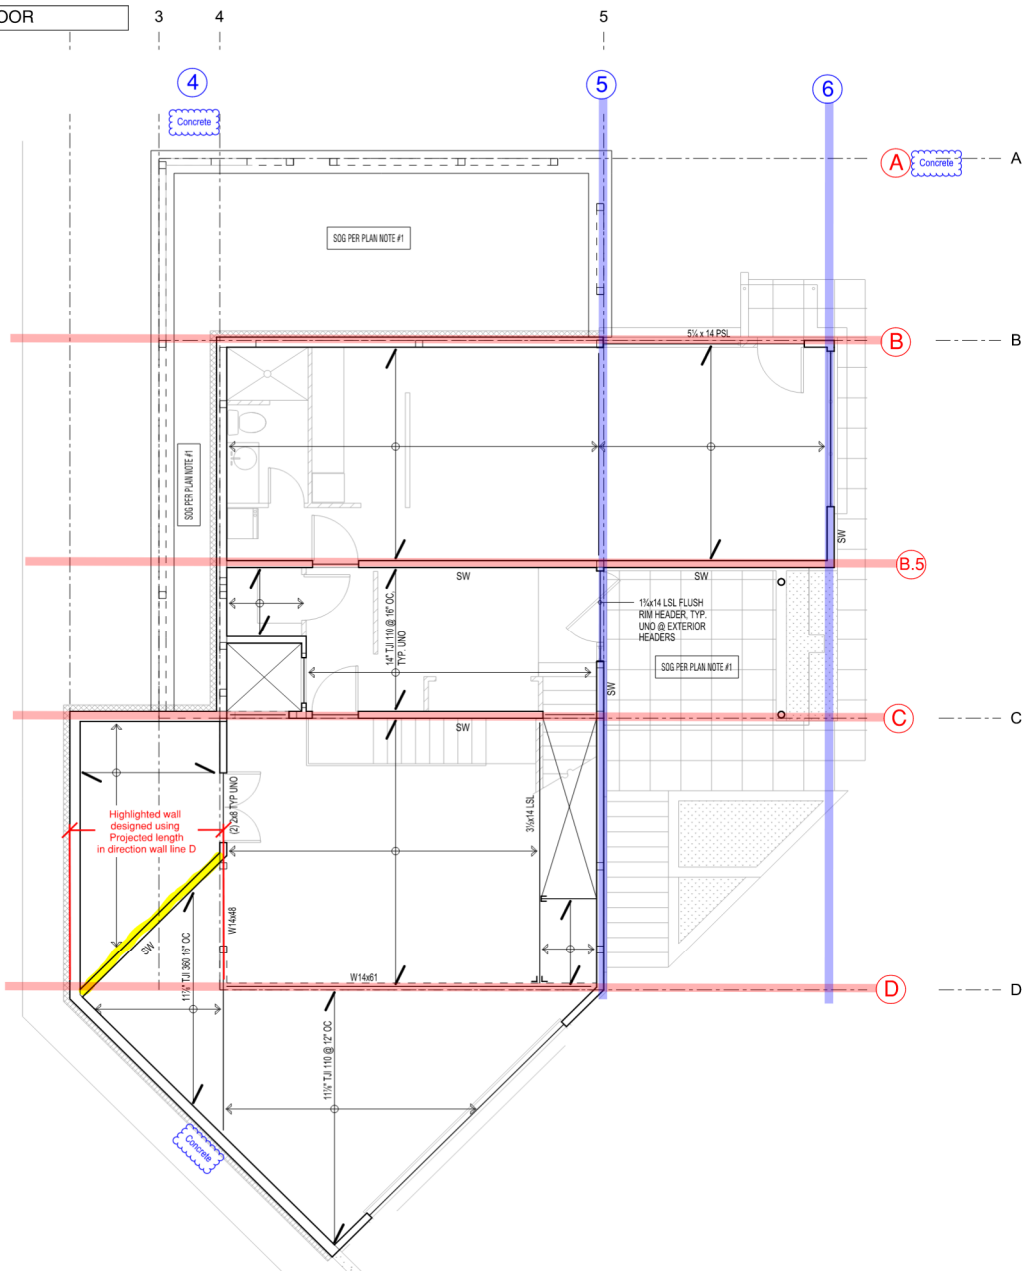 OOR
3
4
5
4
5
6
Concrete
A
Concrete
A
SOG PER PLAN NOTE #1
5¼ x 14 PSL
B
B
SOG PER PLAN NOTE #1
SW
B.5
SW
SW
14" TJI 110 @ 16" OC,
TYP. UNO
1¾x14 LSL FLUSH
RIM HEADER, TYP.
UNO @ EXTERIOR
HEADERS
SOG PER PLAN NOTE #1
SW
C
C
SW
(2) 2x8 TYP UNO
3½x14 LSL
Highlighted wall
designed using
Projected length
in direction wall line D
W14x48
SW
11⅞" TJI 360 16" OC
W14x61
D
D
11⅞" TJI 110 @ 12" OC
Concrete